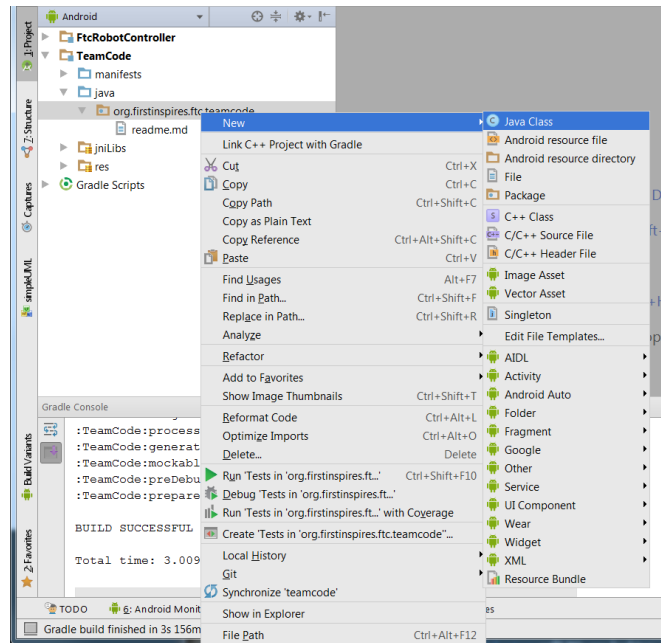 Android
1: Project
FtcRobotController
TeamCode
manifests
java
org.firstinspires.ftc.teamcode
readme.md
jniLibs
res
Gradle Scripts
7: Structure
Captures
simpleUML
Build Variants
2: Favorites
New
Link C++ Project with Gradle
Cut Ctrl+X
Copy Ctrl+C
Copy Path Ctrl+Shift+C
Copy as Plain Text
Copy Reference Ctrl+Alt+Shift+C
Paste Ctrl+V
Find Usages Alt+F7
Find in Path... Ctrl+Shift+F
Replace in Path... Ctrl+Shift+R
Analyze
Refactor
Add to Favorites
Show Image Thumbnails Ctrl+Shift+T
Reformat Code Ctrl+Alt+L
Optimize Imports Ctrl+Alt+O
Delete... Delete
Run 'Tests in 'org.firstinspires.ft...' Ctrl+Shift+F10
Debug 'Tests in 'org.firstinspires.ft...'
Run 'Tests in 'org.firstinspires.ft...' with Coverage
Create 'Tests in 'org.firstinspires.ftc.teamcode''...
Local History
Git
Synchronize 'teamcode'
Show in Explorer
File Path Ctrl+Alt+F12
Java Class
Android resource file
Android resource directory
File
Package
C++ Class
C/C++ Source File
C/C++ Header File
Image Asset
Vector Asset
Singleton
Edit File Templates...
AIDL
Activity
Android Auto
Folder
Fragment
Google
Other
Service
UI Component
Wear
Widget
XML
Resource Bundle
Gradle Console
:TeamCode:process
:TeamCode:generat
:TeamCode:mockabl
:TeamCode:preDebu
:TeamCode:prepare
BUILD SUCCESSFUL
Total time: 3.009
TODO
6: Android Monit
es
Gradle build finished in 3s 156m